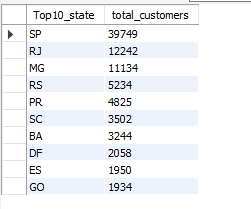 Top10_state total_customers
SP 39749
RJ 12242
MG 11134
RS 5234
PR 4825
SC 3502
BA 3244
DF 2058
ES 1950
GO 1934